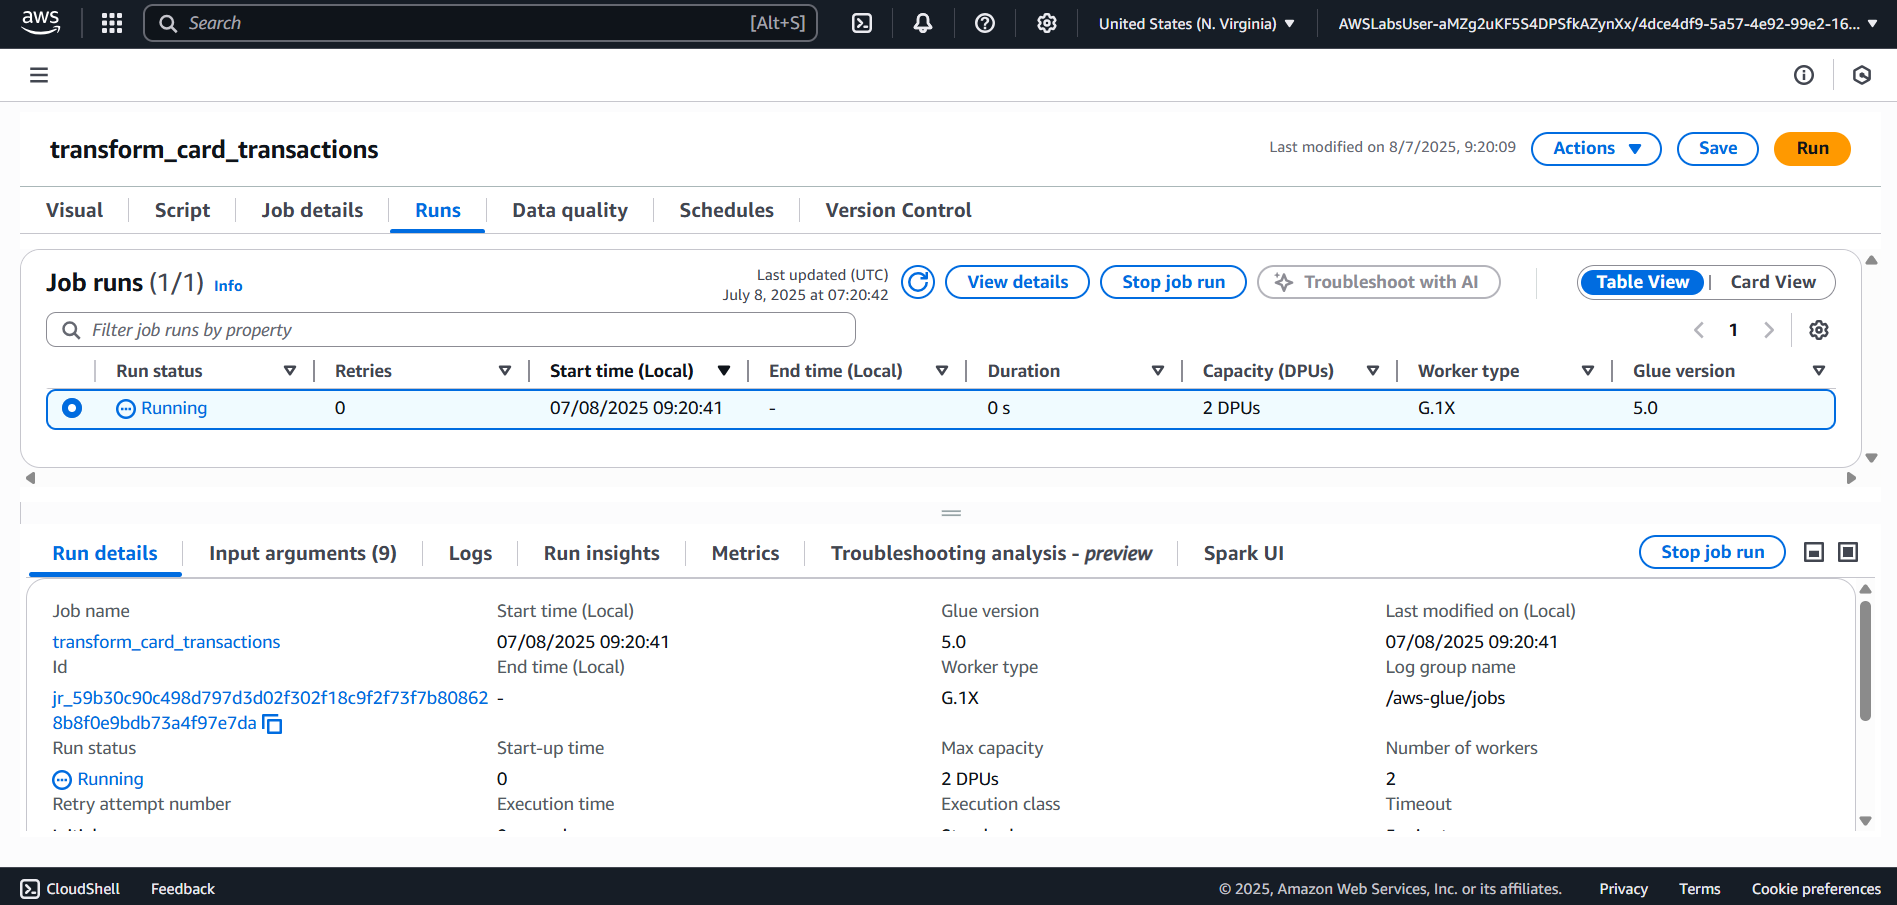 aws
Search [Alt+S]
United States (N. Virginia)
AWSLabsUser-aMZg2uKF5S4DPSfkAZynXx/4dce4df9-5a57-4e92-99e2-16...
transform_card_transactions
Last modified on 8/7/2025, 9:20:09
Actions
Save
Run
Visual
Script
Job details
Runs
Data quality
Schedules
Version Control
Job runs (1/1) Info
Last updated (UTC)
July 8, 2025 at 07:20:42
View details
Stop job run
Troubleshoot with AI
Table View
Card View
Filter job runs by property
1
Run status Retries Start time (Local) End time (Local) Duration Capacity (DPUs) Worker type Glue version
Running 0 07/08/2025 09:20:41 - 0 s 2 DPUs G.1X 5.0
Run details
Input arguments (9)
Logs
Run insights
Metrics
Troubleshooting analysis - preview
Spark UI
Stop job run
Job name Start time (Local) Glue version Last modified on (Local)
transform_card_transactions 07/08/2025 09:20:41 5.0 07/08/2025 09:20:41
Id End time (Local) Worker type Log group name
jr_59b30c90c498d797d3d02f302f18c9f2f73f7b80862 - G.1X /aws-glue/jobs
8b8f0e9bdb73a4f97e7da
Run status Start-up time Max capacity Number of workers
Running 0 2 DPUs 2
Retry attempt number Execution time Execution class Timeout
CloudShell Feedback © 2025, Amazon Web Services, Inc. or its affiliates. Privacy Terms Cookie preferences